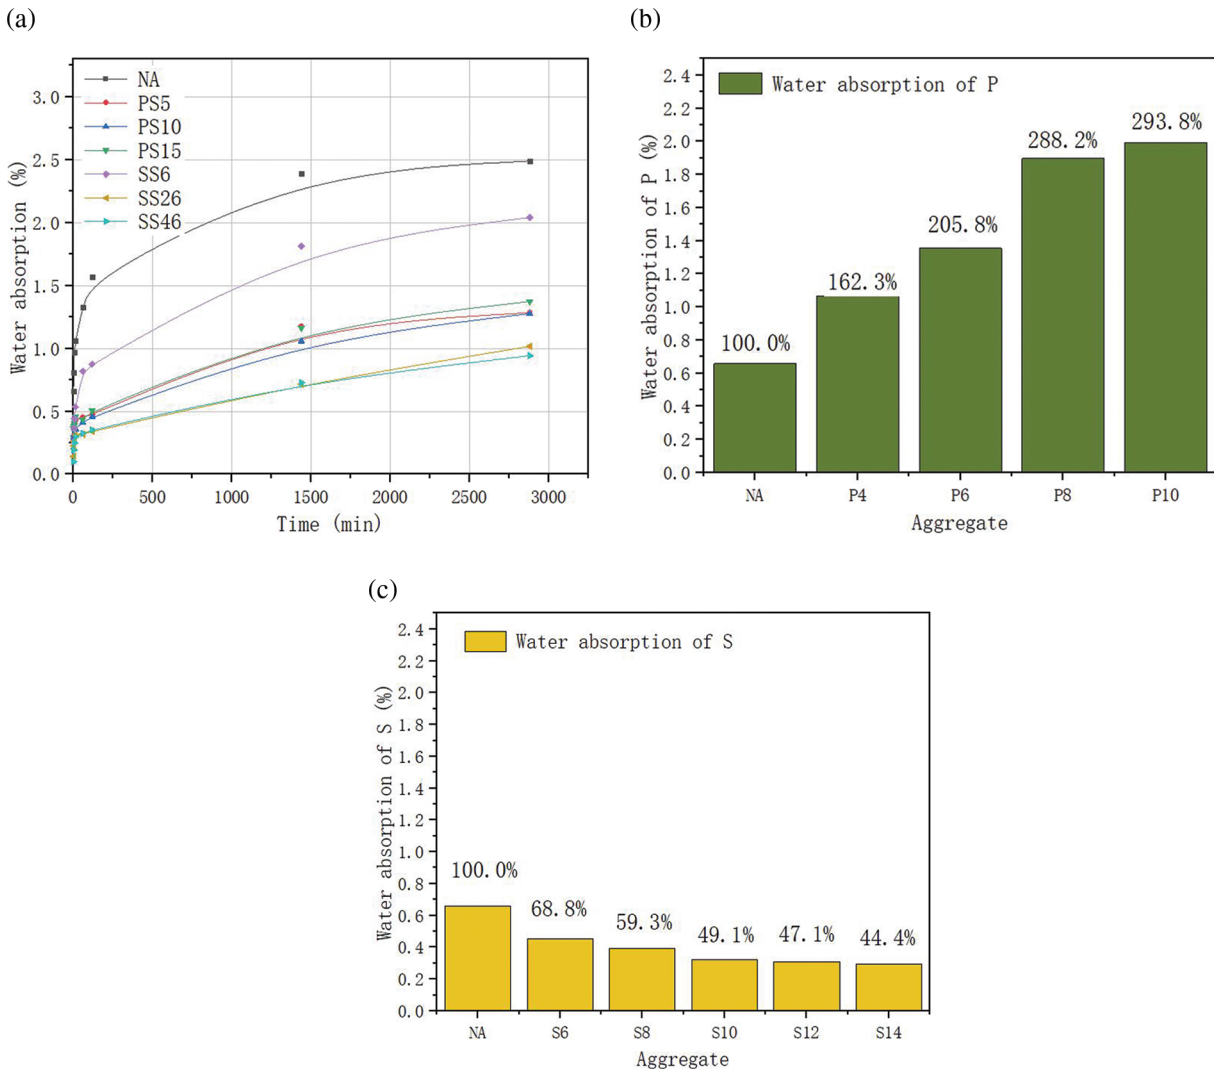 (a)
NA
PS5
PS10
PS15
SS6
SS26
SS46
Water absorption (%)
3.0
2.5
2.0
1.5
1.0
0.5
0.0
0
500
1000
1500
2000
2500
3000
Time (min)
(b)
Water absorption of P
Water absorption of P (%)
2.4
2.2
2.0
1.8
1.6
1.4
1.2
1.0
0.8
0.6
0.4
0.2
0.0
100.0%
162.3%
205.8%
288.2%
293.8%
NA
P4
P6
P8
P10
Aggregate
(c)
Water absorption of S
Water absorption of S (%)
2.4
2.2
2.0
1.8
1.6
1.4
1.2
1.0
0.8
0.6
0.4
0.2
0.0
100.0%
68.8%
59.3%
49.1%
47.1%
44.4%
NA
S6
S8
S10
S12
S14
Aggregate